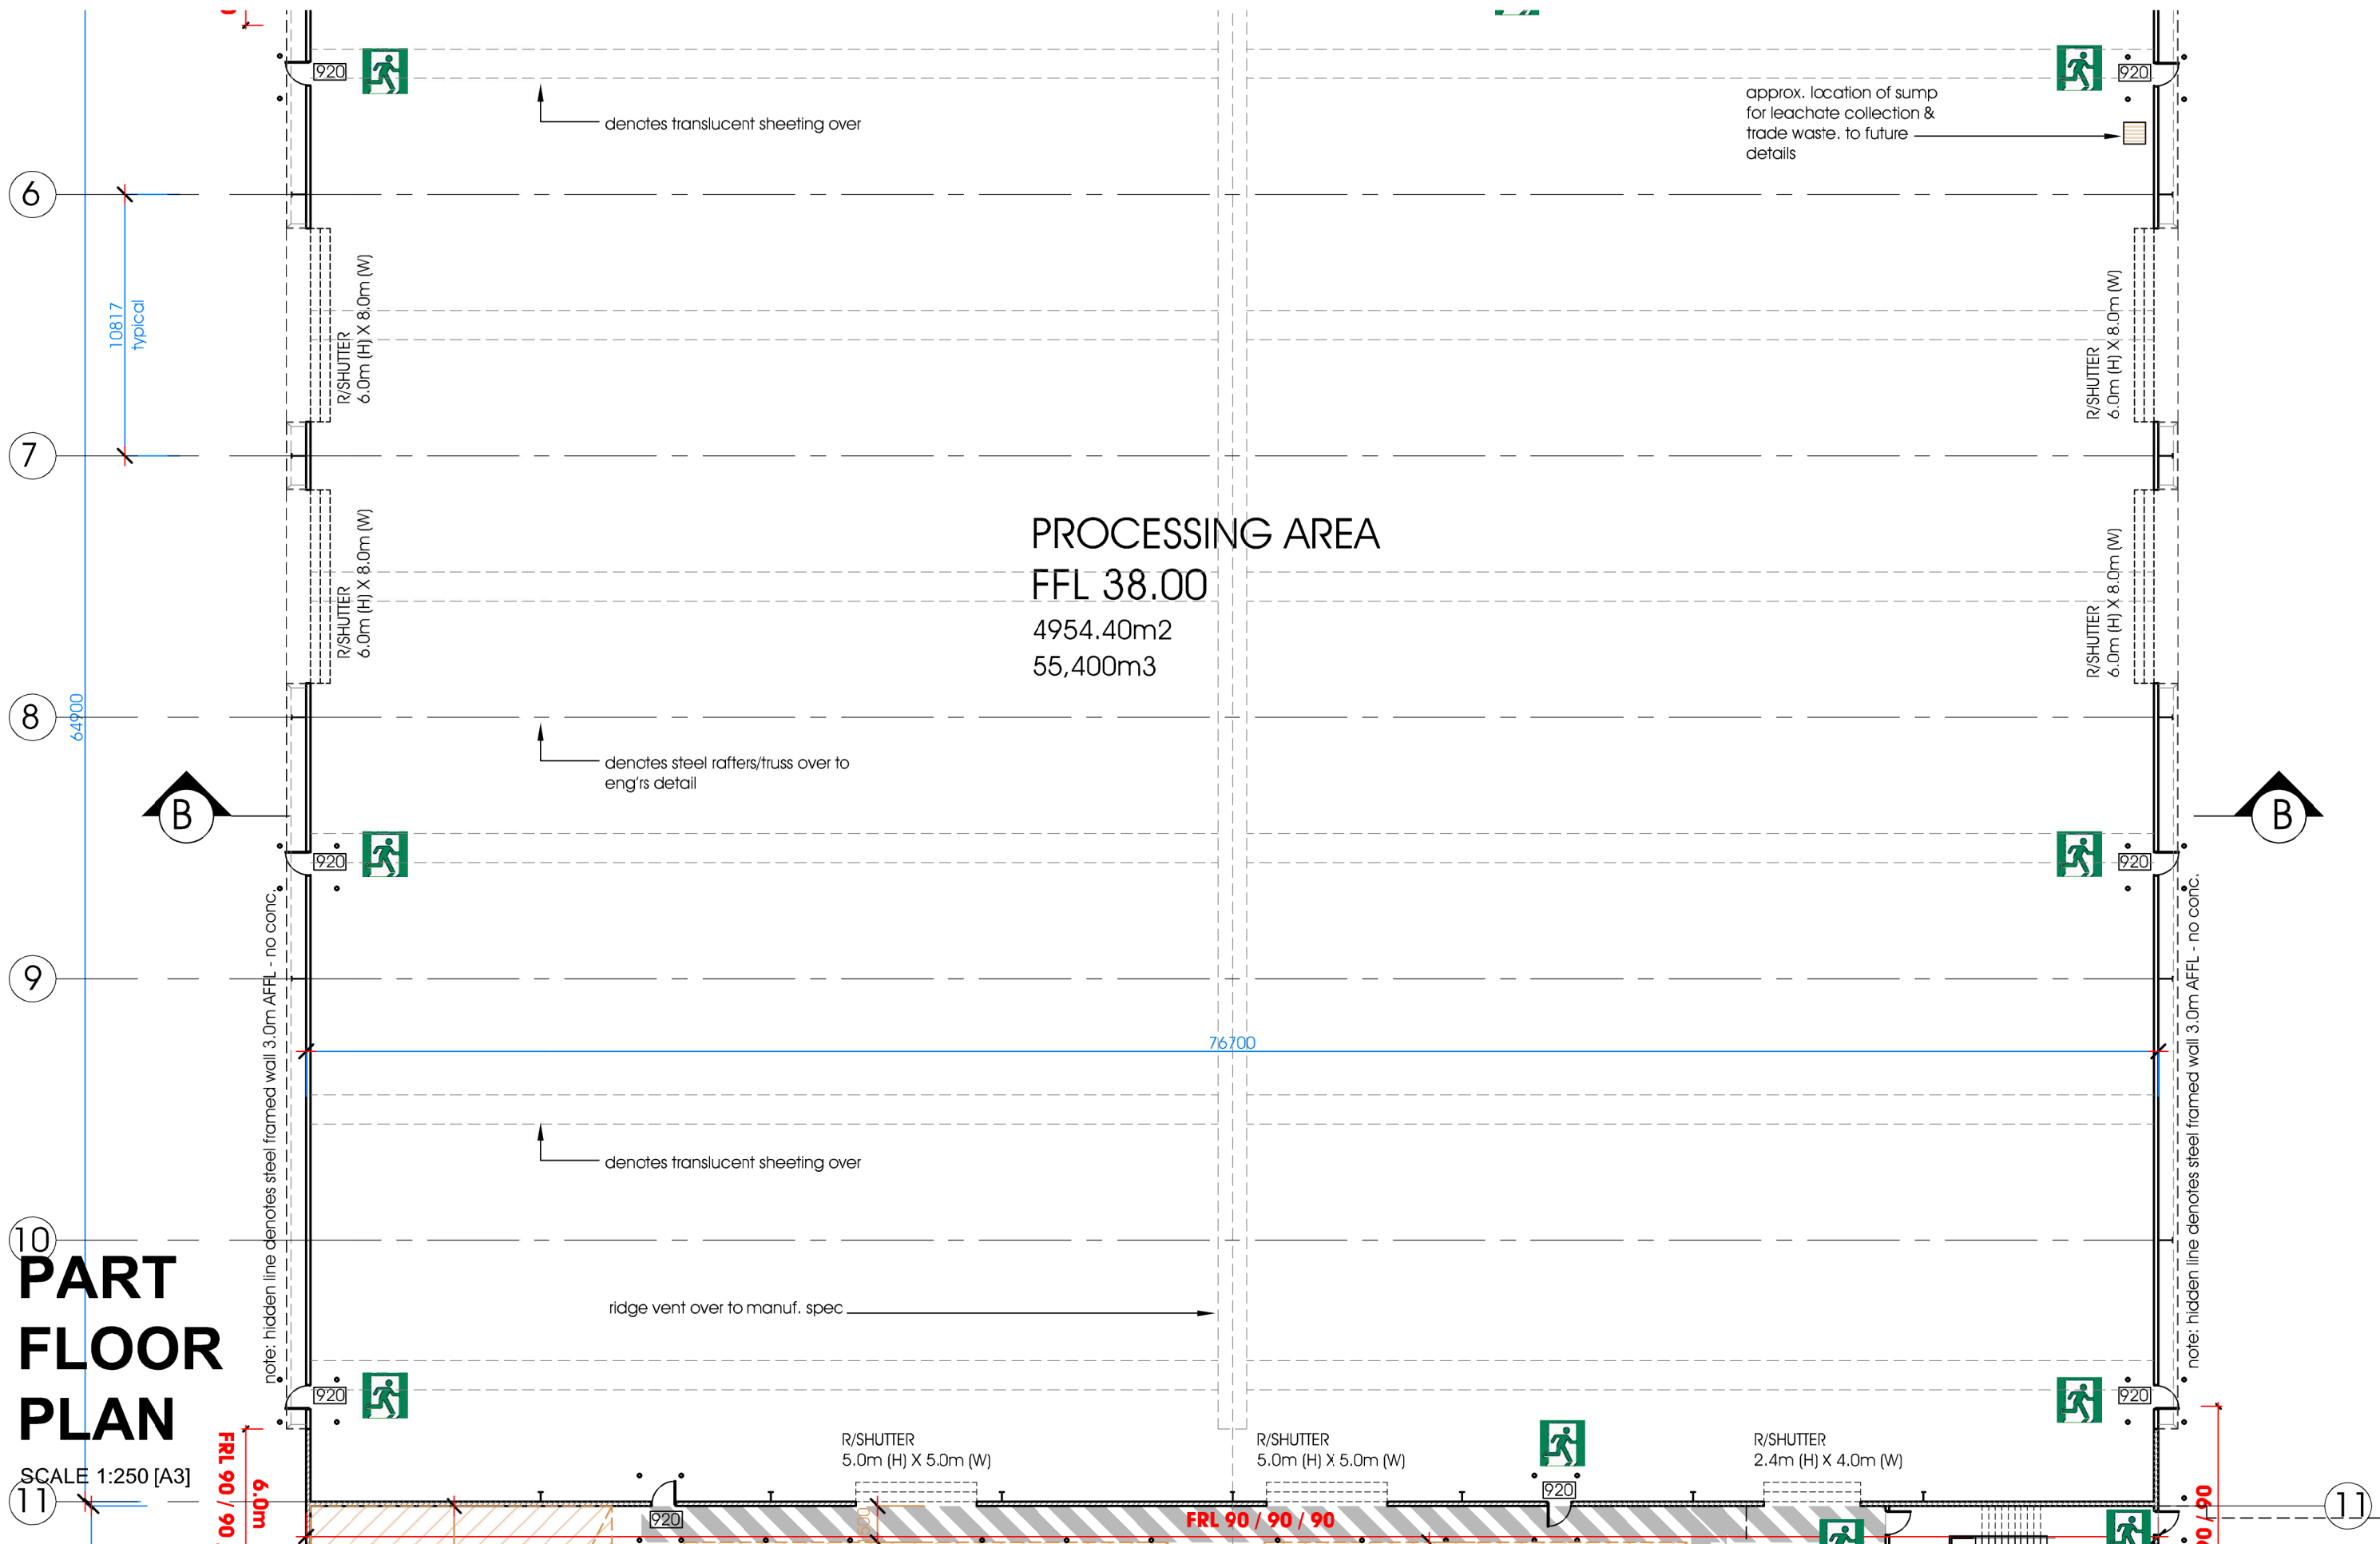 920
920
denotes translucent sheeting over
approx. location of sump
for leachate collection &
trade waste. to future
details
6
10817
typical
R/SHUTTER
6.0m (H) X 8.0m (W)
R/SHUTTER
6.0m (H) X 8.0m (W)
7
PROCESSING AREA
FFL 38.00
4954.40m2
55,400m3
R/SHUTTER
6.0m (H) X 8.0m (W)
R/SHUTTER
6.0m (H) X 8.0m (W)
8
64900
denotes steel rafters/truss over to
eng'rs detail
B
B
920
920
note: hidden line denotes steel framed wall 3.0m AFFL - no conc.
note: hidden line denotes steel framed wall 3.0m AFFL - no conc.
9
76700
denotes translucent sheeting over
10
PART
FLOOR
PLAN
SCALE 1:250 [A3]
ridge vent over to manuf. spec
920
920
R/SHUTTER
5.0m (H) X 5.0m (W)
R/SHUTTER
5.0m (H) X 5.0m (W)
R/SHUTTER
2.4m (H) X 4.0m (W)
FRL 90 / 90
6.0m
11
920
920
FRL 90 / 90 / 90
11